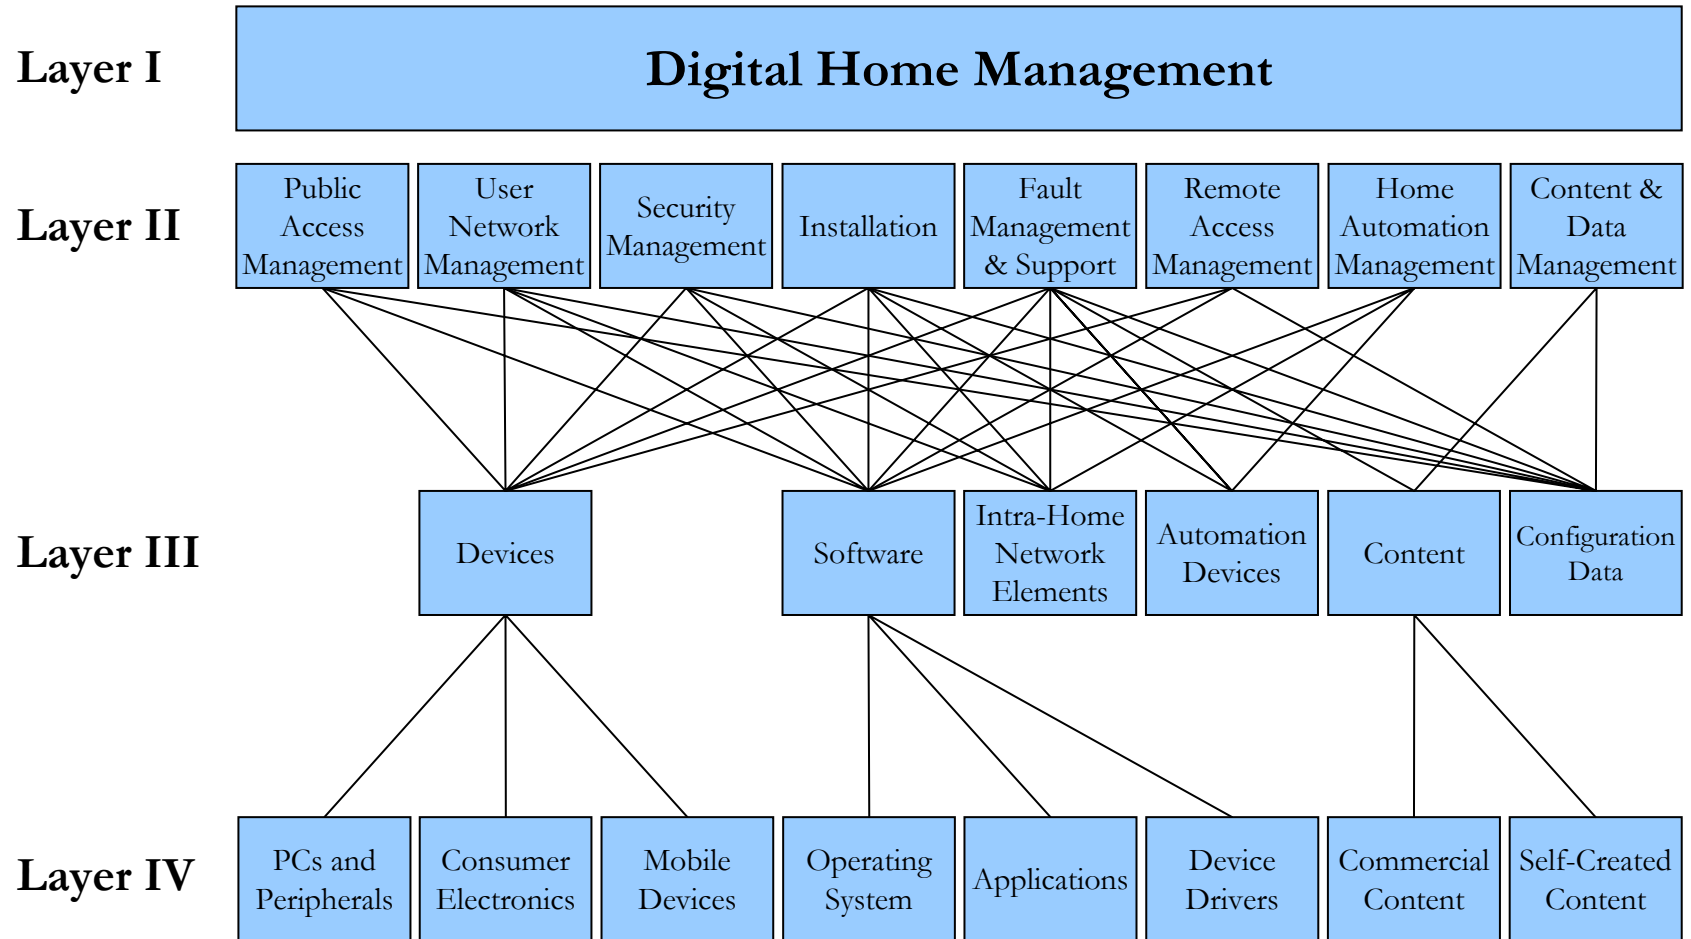 Layer I
Digital Home Management
Layer II
Public
Access
Management
User
Network
Management
Security
Management
Installation
Fault
Management
& Support
Remote
Access
Management
Home
Automation
Management
Content &
Data
Management
Layer III
Devices
Software
Intra-Home
Network
Elements
Automation
Devices
Content
Configuration
Data
Layer IV
PCs and
Peripherals
Consumer
Electronics
Mobile
Devices
Operating
System
Applications
Device
Drivers
Commercial
Content
Self-Created
Content